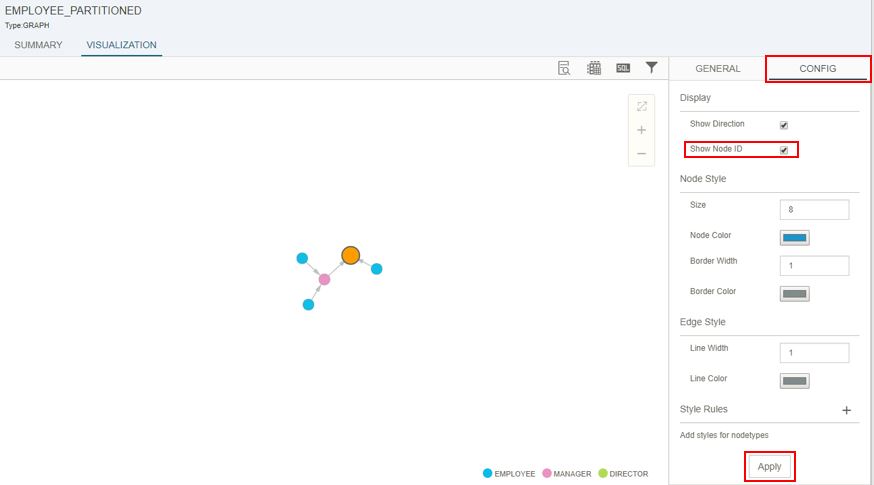 EMPLOYEE_PARTITIONED
Type:GRAPH
SUMMARY VISUALIZATION
SQL
GENERAL CONFIG
Display
Show Direction
Show Node ID
Node Style
Size 8
Node Color
Border Width 1
Border Color
Edge Style
Line Width 1
Line Color
Style Rules +
Add styles for nodetypes
Apply
EMPLOYEE MANAGER DIRECTOR